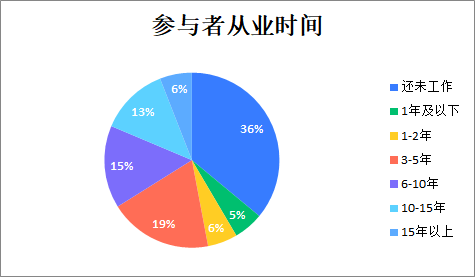 参与者从业时间
36%
5%
6%
19%
15%
13%
6%
还未工作
1年及以下
1-2年
3-5年
6-10年
10-15年
15年以上